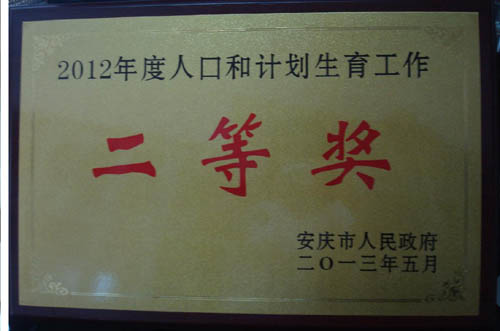 2012年度人口和计划生育工作
二等奖
安庆市人民政府
二〇一三年五月